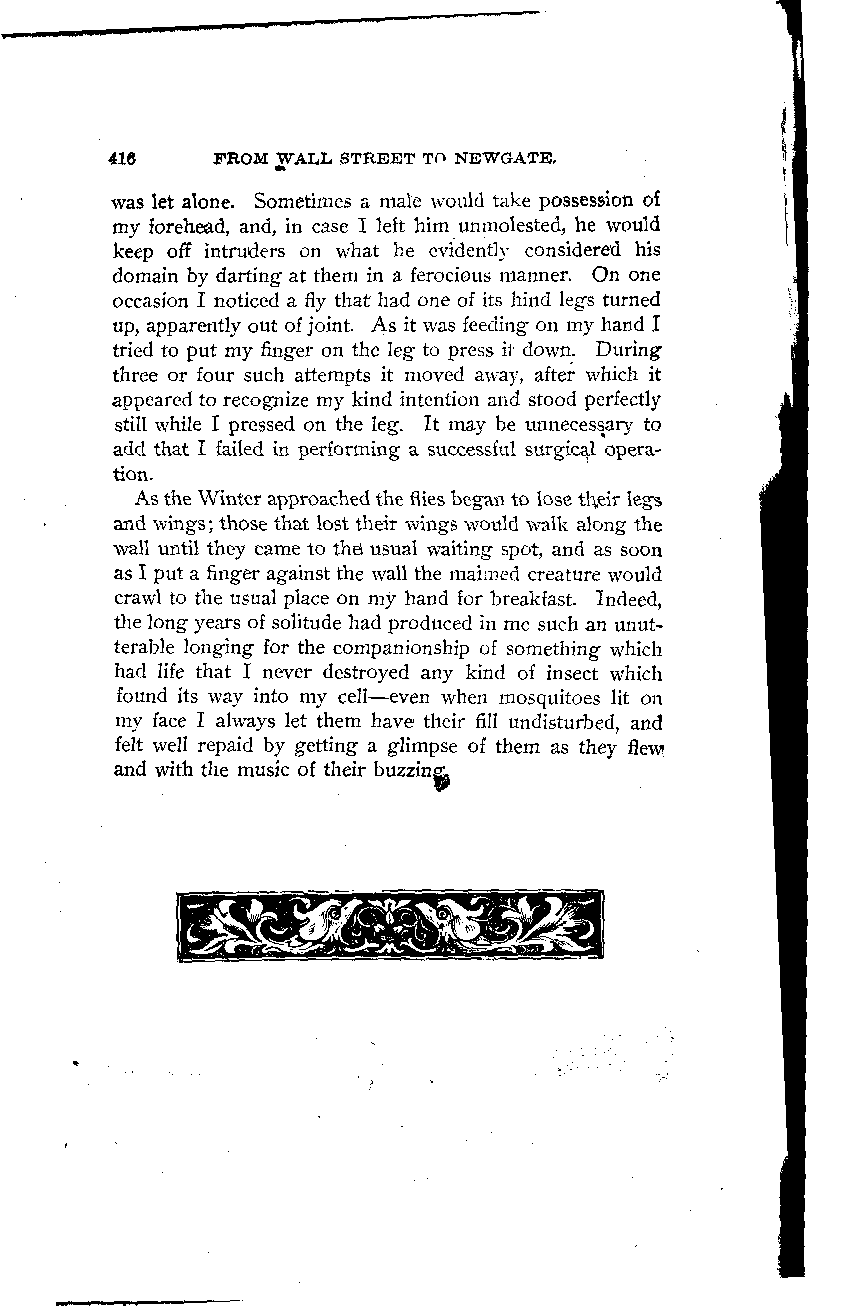 416 FROM WALL STREET TO NEWGATE.
was let alone. Sometimes a male would take possession of
my forehead, and, in case I left him unmolested, he would
keep off intruders on what he evidently considered his
domain by darting at them in a ferocious manner. On one
occasion I noticed a fly that had one of its hind legs turned
up, apparently out of joint. As it was feeding on my hand I
tried to put my finger on the leg to press it down. During
three or four such attempts it moved away, after which it
appeared to recognize my kind intention and stood perfectly
still while I pressed on the leg. It may be unnecessary to
add that I failed in performing a successful surgical opera-
tion.
As the Winter approached the flies began to lose their legs
and wings; those that lost their wings would walk along the
wall until they came to the usual waiting spot, and as soon
as I put a finger against the wall the maimed creature would
crawl to the usual place on my hand for breakfast. Indeed,
the long years of solitude had produced in me such an unut-
terable longing for the companionship of something which
had life that I never destroyed any kind of insect which
found its way into my cell—even when mosquitoes lit on
my face I always let them have their fill undisturbed, and
felt well repaid by getting a glimpse of them as they flew
and with the music of their buzzing.